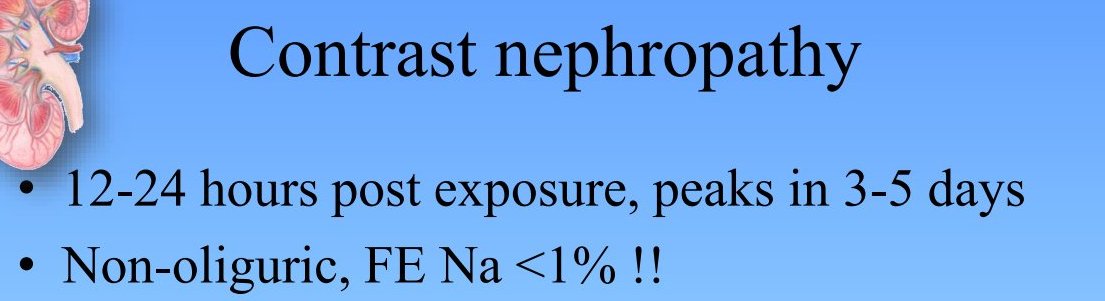 Contrast nephropathy
• 12-24 hours post exposure, peaks in 3-5 days
• Non-oliguric, FE Na <1% !!